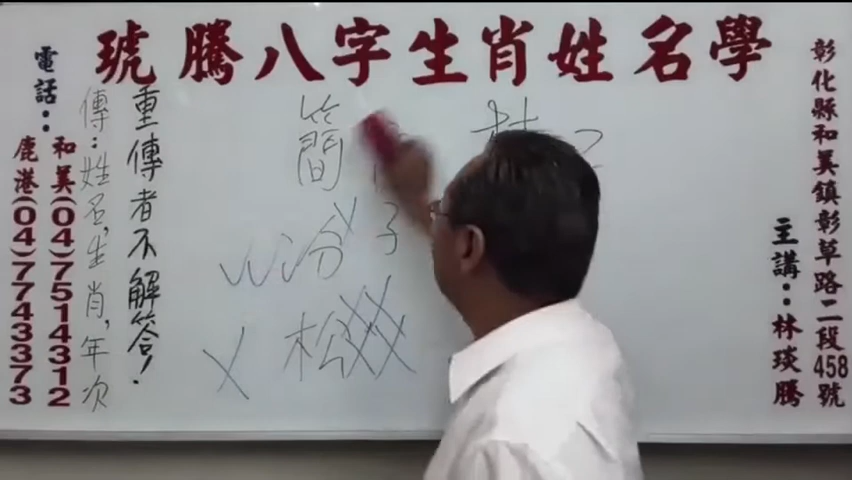 琥騰八字生肖姓名學
彰化縣和美鎮彰草路二段458號
主講：林琰騰
電話：
和美(04)7514312
鹿港(04)7743373
重傳者不解答！
傳：姓名，生肖，年次
簡
汾 子
松